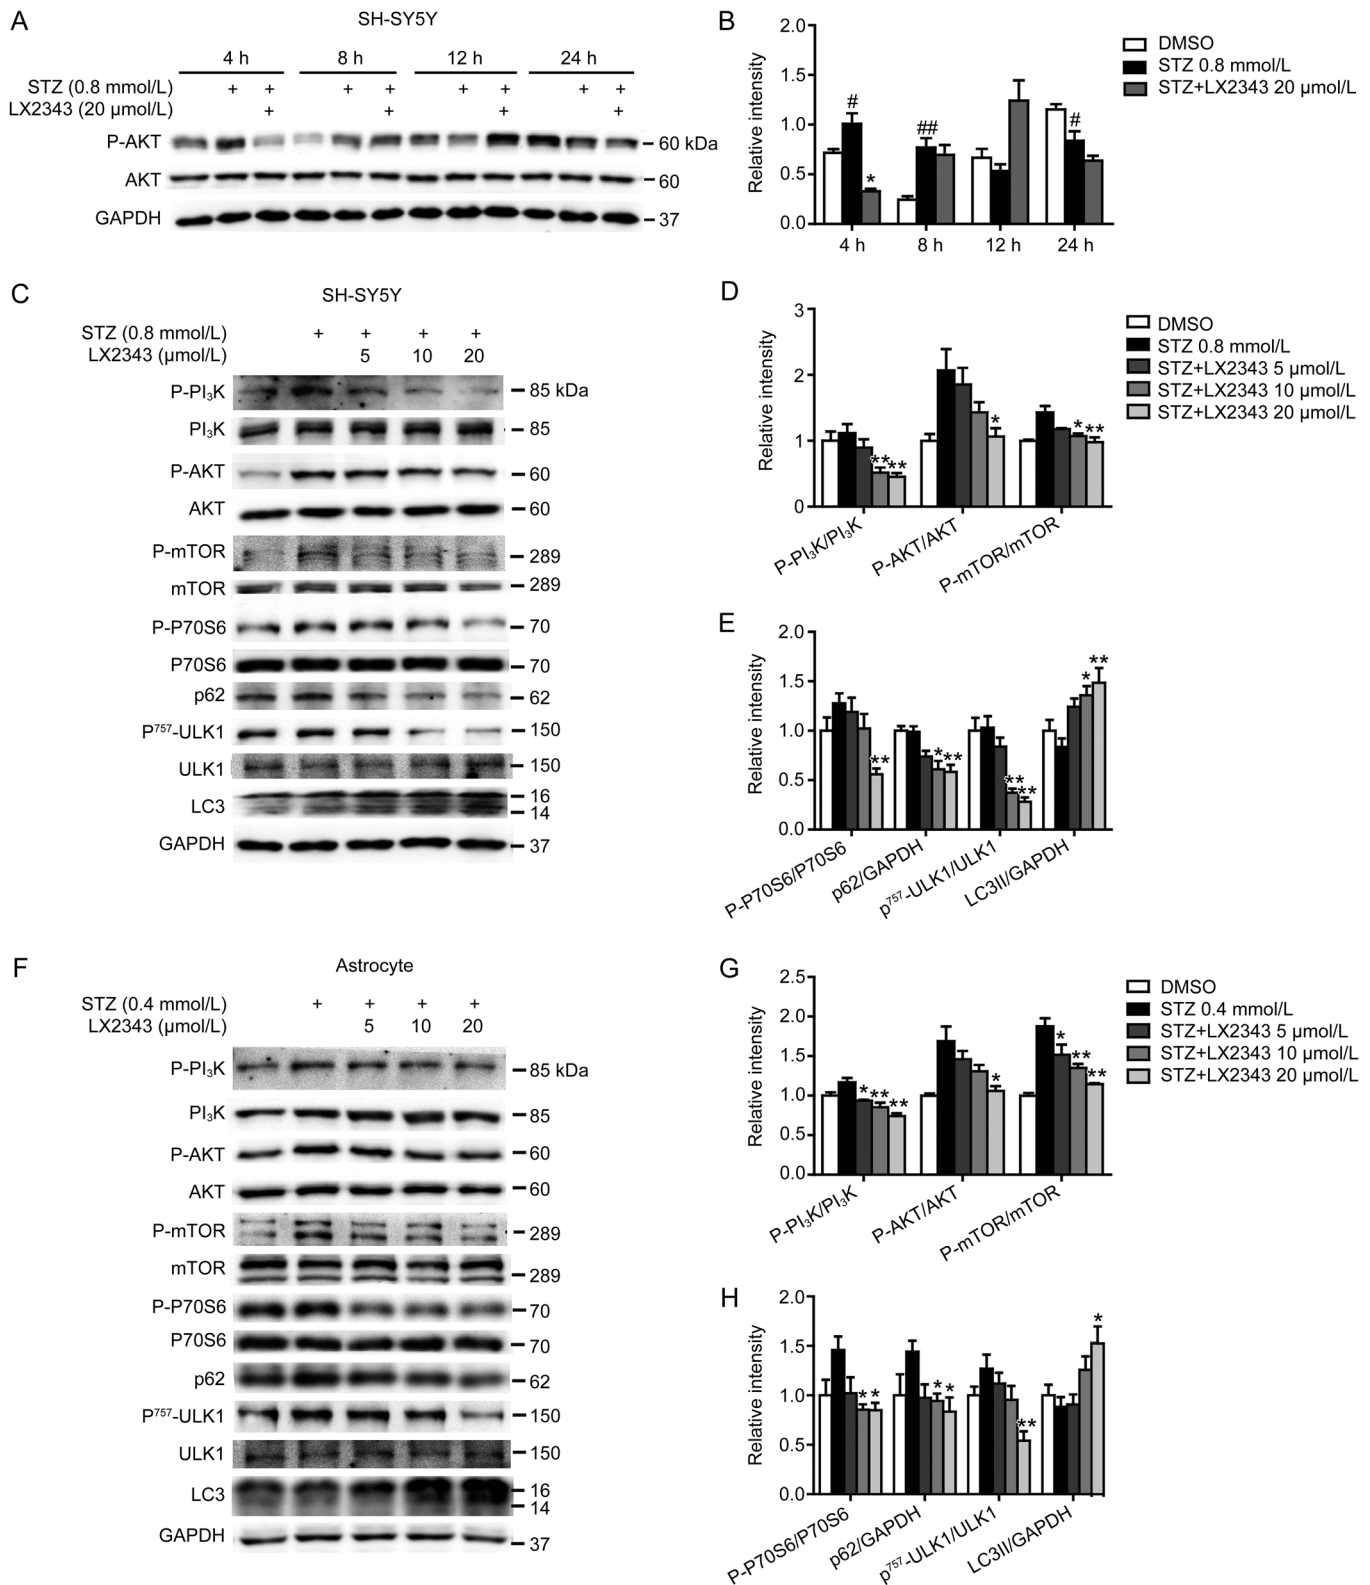 A
SH-SY5Y
4 h 8 h 12 h 24 h
STZ (0.8 mmol/L) + + + + + + + +
LX2343 (20 µmol/L) + + + +
P-AKT 60 kDa
AKT 60
GAPDH 37
B
Relative intensity
2.0
1.5
1.0
0.5
0.0
# * ## #
4 h 8 h 12 h 24 h
DMSO
STZ 0.8 mmol/L
STZ+LX2343 20 µmol/L
C
SH-SY5Y
STZ (0.8 mmol/L) + + + +
LX2343 (µmol/L) 5 10 20
P-PI₃K 85 kDa
PI₃K 85
P-AKT 60
AKT 60
P-mTOR 289
mTOR 289
P-P70S6 70
P70S6 70
p62 62
P⁷⁵⁷-ULK1 150
ULK1 150
LC3 16
14
GAPDH 37
D
Relative intensity
3
2
1
0
** ** * * **
P-PI₃K/PI₃K P-AKT/AKT P-mTOR/mTOR
DMSO
STZ 0.8 mmol/L
STZ+LX2343 5 µmol/L
STZ+LX2343 10 µmol/L
STZ+LX2343 20 µmol/L
E
Relative intensity
2.0
1.5
1.0
0.5
0.0
** * ** ** ** * **
P-P70S6/P70S6 p62/GAPDH p⁷⁵⁷-ULK1/ULK1 LC3II/GAPDH
F
Astrocyte
STZ (0.4 mmol/L) + + + +
LX2343 (µmol/L) 5 10 20
P-PI₃K 85 kDa
PI₃K 85
P-AKT 60
AKT 60
P-mTOR 289
mTOR 289
P-P70S6 70
P70S6 70
p62 62
P⁷⁵⁷-ULK1 150
ULK1 150
LC3 16
14
GAPDH 37
G
Relative intensity
2.5
2.0
1.5
1.0
0.5
0.0
* ** ** * * ** **
P-PI₃K/PI₃K P-AKT/AKT P-mTOR/mTOR
DMSO
STZ 0.4 mmol/L
STZ+LX2343 5 µmol/L
STZ+LX2343 10 µmol/L
STZ+LX2343 20 µmol/L
H
Relative intensity
2.0
1.5
1.0
0.5
0.0
* * * * ** *
P-P70S6/P70S6 p62/GAPDH p⁷⁵⁷-ULK1/ULK1 LC3II/GAPDH